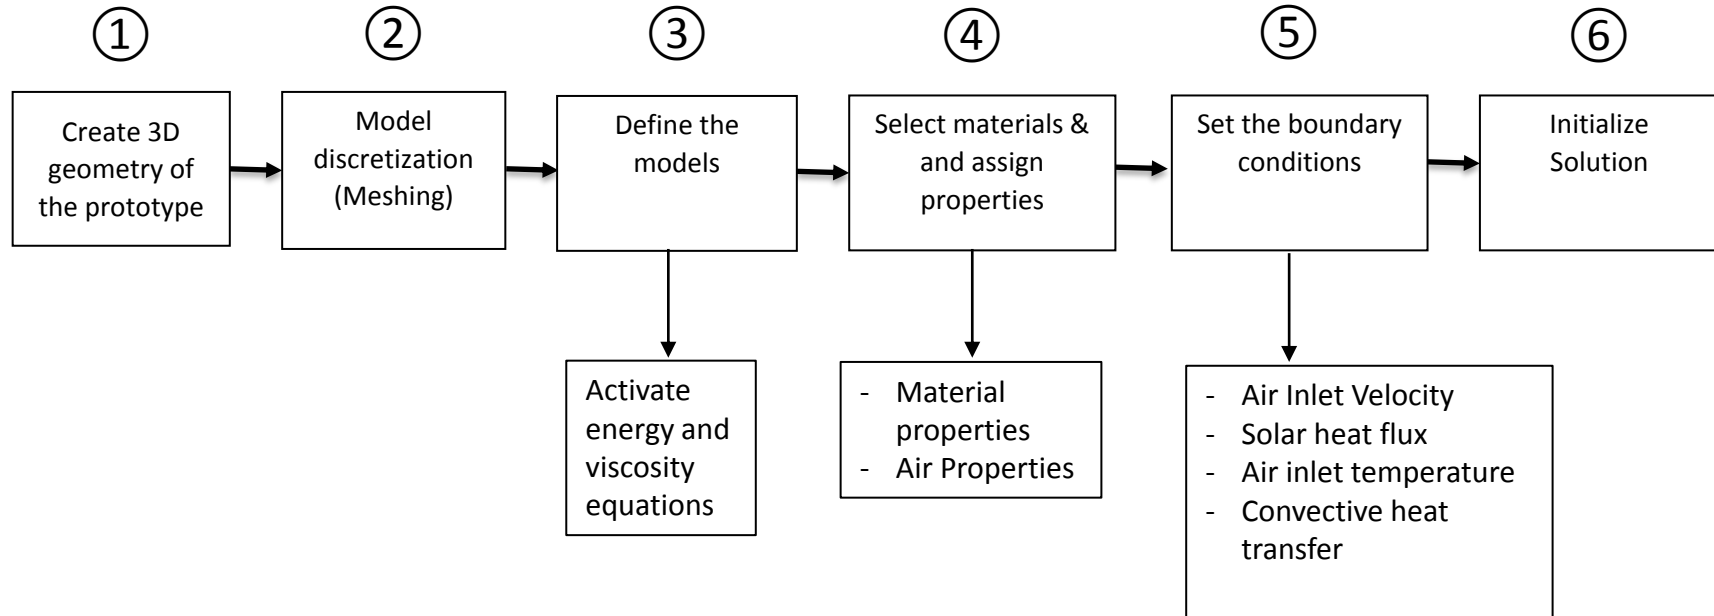 1
2
3
4
5
6
Create 3D
geometry of
the prototype
Model
discretization
(Meshing)
Define the
models
Select materials &
and assign
properties
Set the boundary
conditions
Initialize
Solution
Activate
energy and
viscosity
equations
- Material
properties
- Air Properties
- Air Inlet Velocity
- Solar heat flux
- Air inlet temperature
- Convective heat
transfer